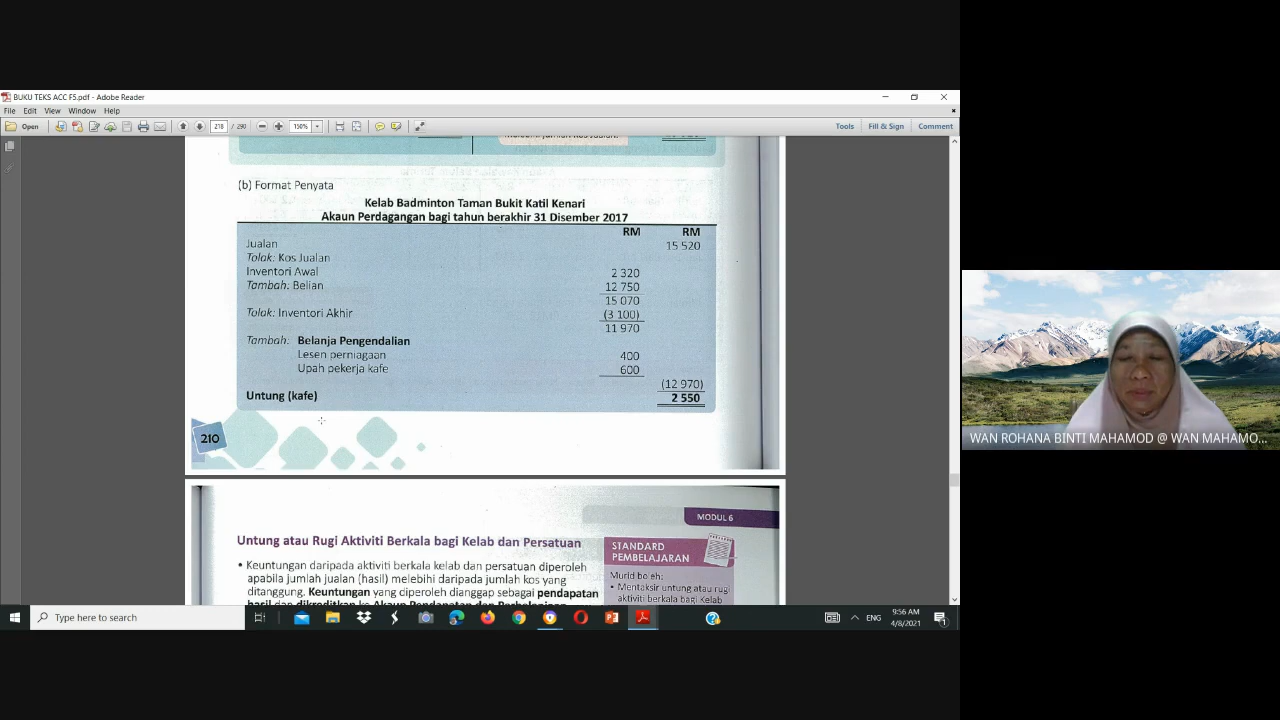 BUKU TEKS ACC F5.pdf - Adobe Reader
File Edit View Window Help
Open 218 / 290 150% Tools Fill & Sign Comment
(b) Format Penyata
Kelab Badminton Taman Bukit Katil Kenari
Akaun Perdagangan bagi tahun berakhir 31 Disember 2017
RM RM
Jualan 15 520
Tolak: Kos Jualan
Inventori Awal 2 320
Tambah: Belian 12 750
15 070
Tolak: Inventori Akhir (3 100)
11 970
Tambah: Belanja Pengendalian
Lesen perniagaan 400
Upah pekerja kafe 600
(12 970)
Untung (kafe) 2 550
210
MODUL 6
Untung atau Rugi Aktiviti Berkala bagi Kelab dan Persatuan
• Keuntungan daripada aktiviti berkala kelab dan persatuan diperoleh
apabila jumlah jualan (hasil) melebihi daripada jumlah kos yang
ditanggung. Keuntungan yang diperoleh dianggap sebagai pendapatan
STANDARD
PEMBELAJARAN
Murid boleh:
• Mentaksir untung atau rugi
aktiviti berkala bagi Kelab
WAN ROHANA BINTI MAHAMOD @ WAN MAHAMO...
Type here to search
ENG
9:56 AM
4/8/2021